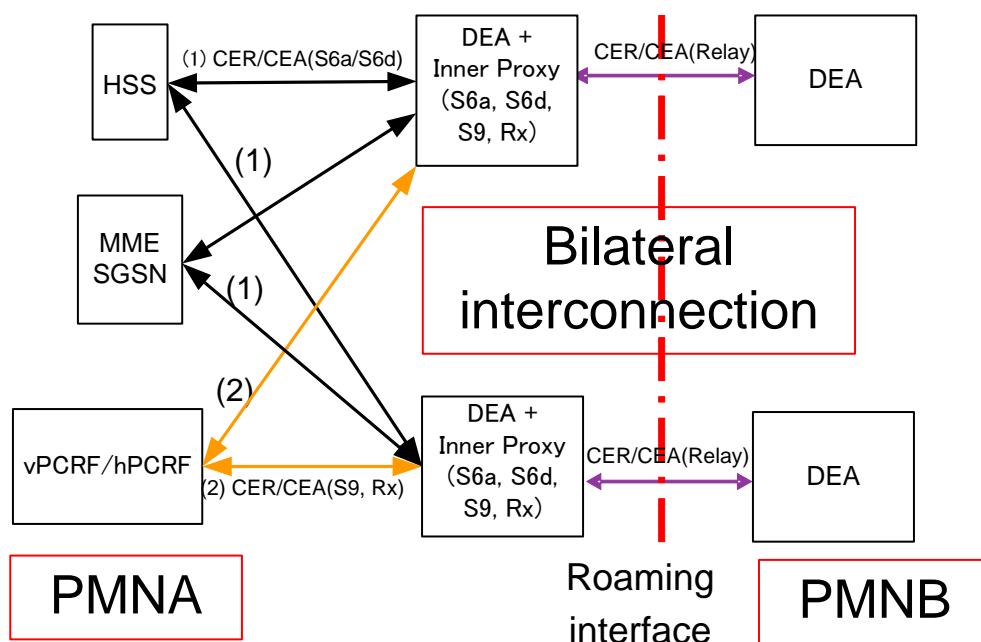 HSS
(1) CER/CEA(S6a/S6d)
DEA +
Inner Proxy
(S6a, S6d,
S9, Rx)
CER/CEA(Relay)
DEA
(1)
MME
SGSN
(1)
Bilateral
interconnection
(2)
vPCRF/hPCRF
(2) CER/CEA(S9, Rx)
DEA +
Inner Proxy
(S6a, S6d,
S9, Rx)
CER/CEA(Relay)
DEA
PMNA
Roaming
interface
PMNB